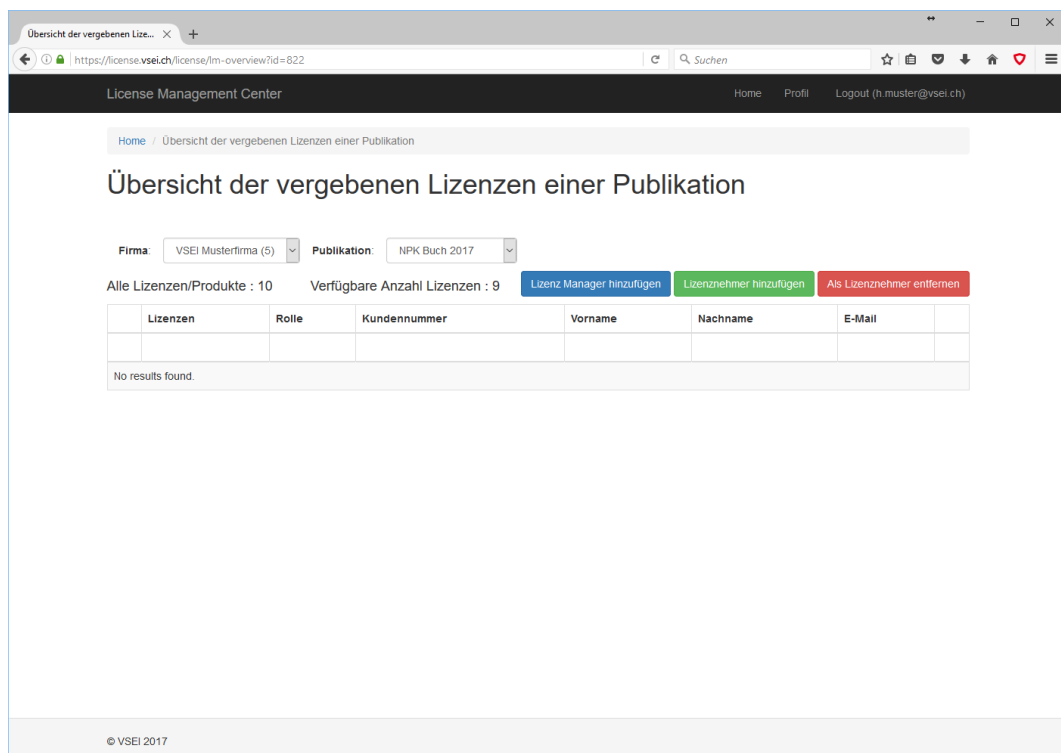 Übersicht der vergebenen Lize...
https://license.vsei.ch/license/lm-overview?id=822
Suchen
License Management Center
Home Profil Logout (h.muster@vsei.ch)
Home / Übersicht der vergebenen Lizenzen einer Publikation
Übersicht der vergebenen Lizenzen einer Publikation
Firma: VSEI Musterfirma (5) Publikation: NPK Buch 2017
Alle Lizenzen/Produkte : 10 Verfügbare Anzahl Lizenzen : 9 Lizenz Manager hinzufügen Lizenznehmer hinzufügen Als Lizenznehmer entfernen
Lizenzen Rolle Kundennummer Vorname Nachname E-Mail
No results found.
© VSEI 2017